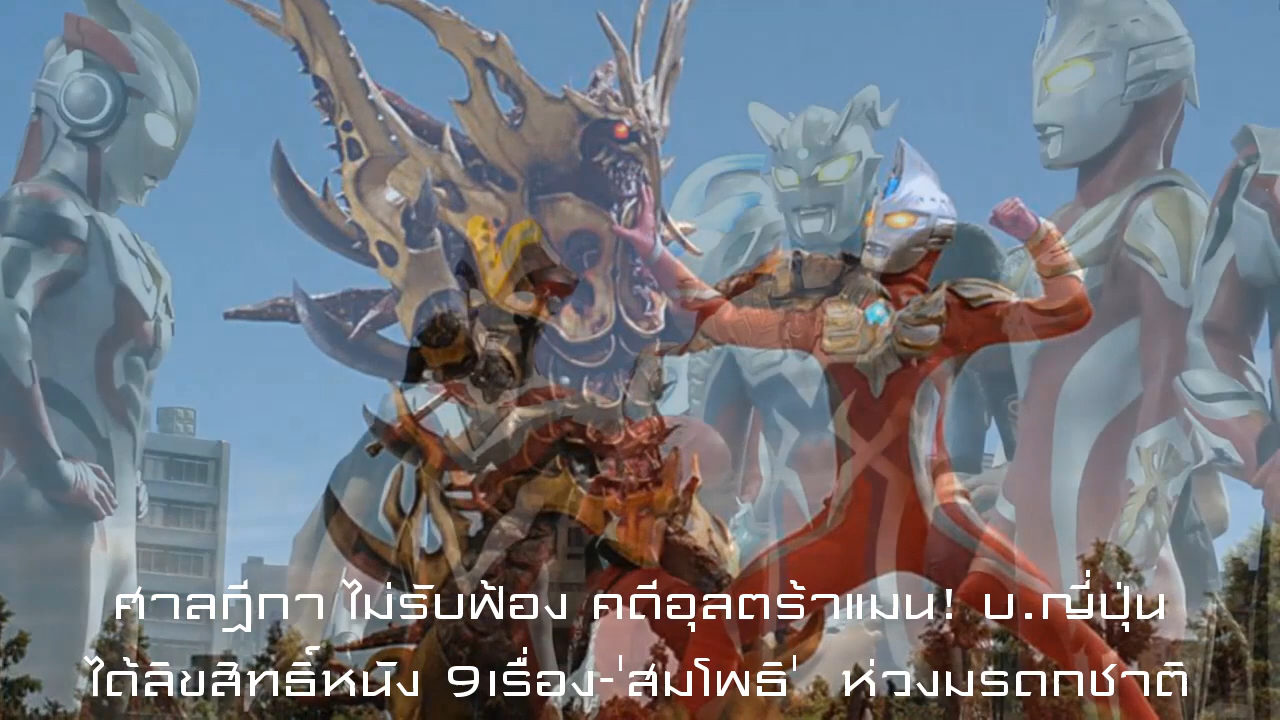 ศาลฎีกา ไม่รับฟ้อง คดีอุลตร้าแมน! บ.ญี่ปุ่น
ได้ลิขสิทธิ์หนัง 9เรื่อง-'สมโพธิ' ห่วงมรดกชาติ